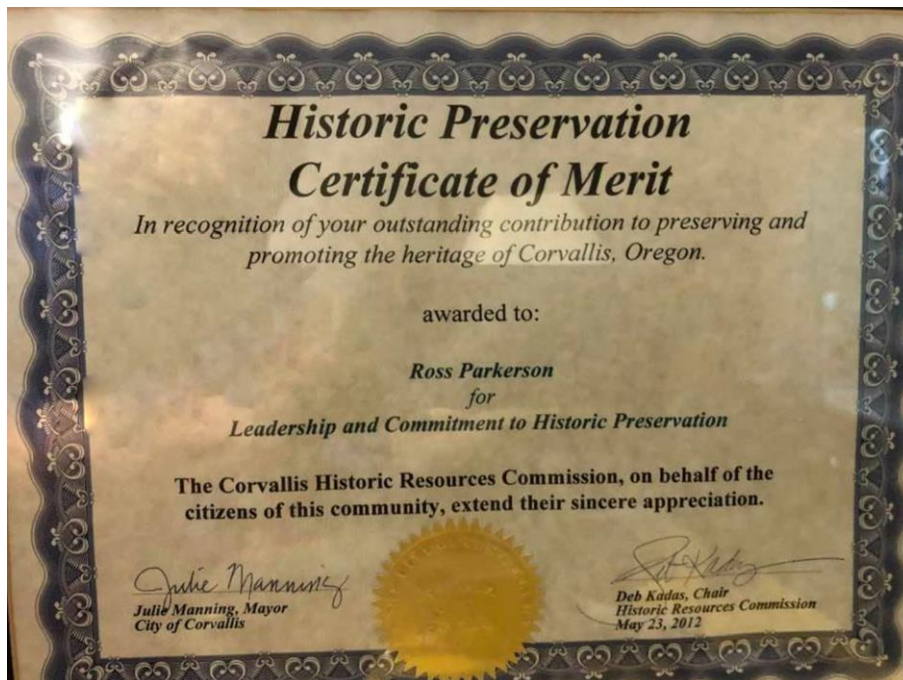 Historic Preservation
Certificate of Merit
In recognition of your outstanding contribution to preserving and
promoting the heritage of Corvallis, Oregon.
awarded to:
Ross Parkerson
for
Leadership and Commitment to Historic Preservation
The Corvallis Historic Resources Commission, on behalf of the
citizens of this community, extend their sincere appreciation.
Julie Manning
Julie Manning, Mayor
City of Corvallis
Deb Kadas
Deb Kadas, Chair
Historic Resources Commission
May 23, 2012